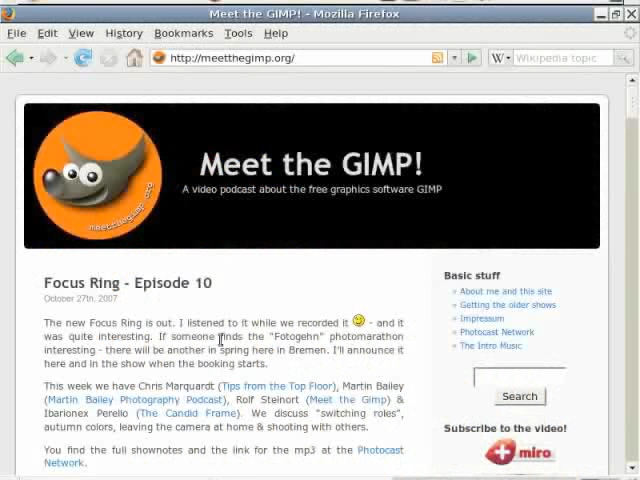 Meet the GIMP! - Mozilla Firefox
File Edit View History Bookmarks Tools Help
http://meetthegimp.org/
W Wikipedia topic
meetthegimp.org
Meet the GIMP!
A video podcast about the free graphics software GIMP
Focus Ring - Episode 10
October 27th, 2007
The new Focus Ring is out. I listened to it while we recorded it - and it
was quite interesting. If someone finds the "Fotogehn" photomarathon
interesting - there will be another in spring here in Bremen. I'll announce it
here and in the show when the booking starts.
This week we have Chris Marquardt (Tips from the Top Floor), Martin Bailey
(Martin Bailey Photography Podcast), Rolf Steinort (Meet the Gimp) &
Ibarionex Perello (The Candid Frame). We discuss "switching roles",
autumn colors, leaving the camera at home & shooting with others.
You find the full shownotes and the link for the mp3 at the Photocast
Network.
Basic stuff
About me and this site
Getting the older shows
Impressum
Photocast Network
The Intro Music
Search
Subscribe to the video!
miro